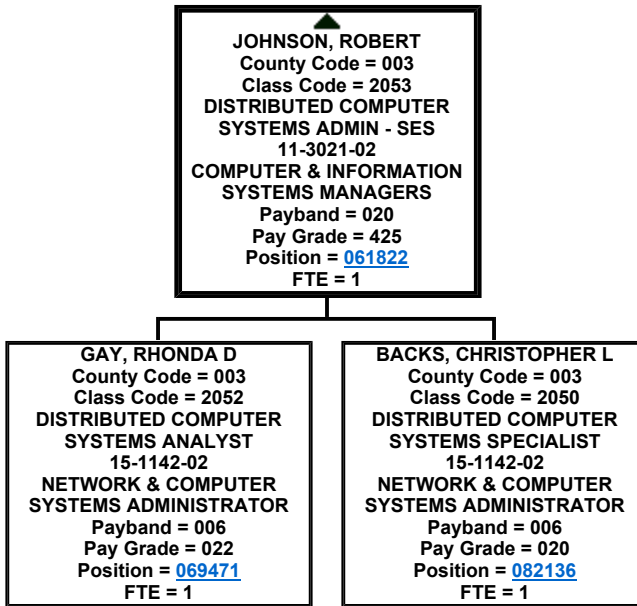 JOHNSON, ROBERT
County Code = 003
Class Code = 2053
DISTRIBUTED COMPUTER
SYSTEMS ADMIN - SES
11-3021-02
COMPUTER & INFORMATION
SYSTEMS MANAGERS
Payband = 020
Pay Grade = 425
Position = 061822
FTE = 1
GAY, RHONDA D
County Code = 003
Class Code = 2052
DISTRIBUTED COMPUTER
SYSTEMS ANALYST
15-1142-02
NETWORK & COMPUTER
SYSTEMS ADMINISTRATOR
Payband = 006
Pay Grade = 022
Position = 069471
FTE = 1
BACKS, CHRISTOPHER L
County Code = 003
Class Code = 2050
DISTRIBUTED COMPUTER
SYSTEMS SPECIALIST
15-1142-02
NETWORK & COMPUTER
SYSTEMS ADMINISTRATOR
Payband = 006
Pay Grade = 020
Position = 082136
FTE = 1